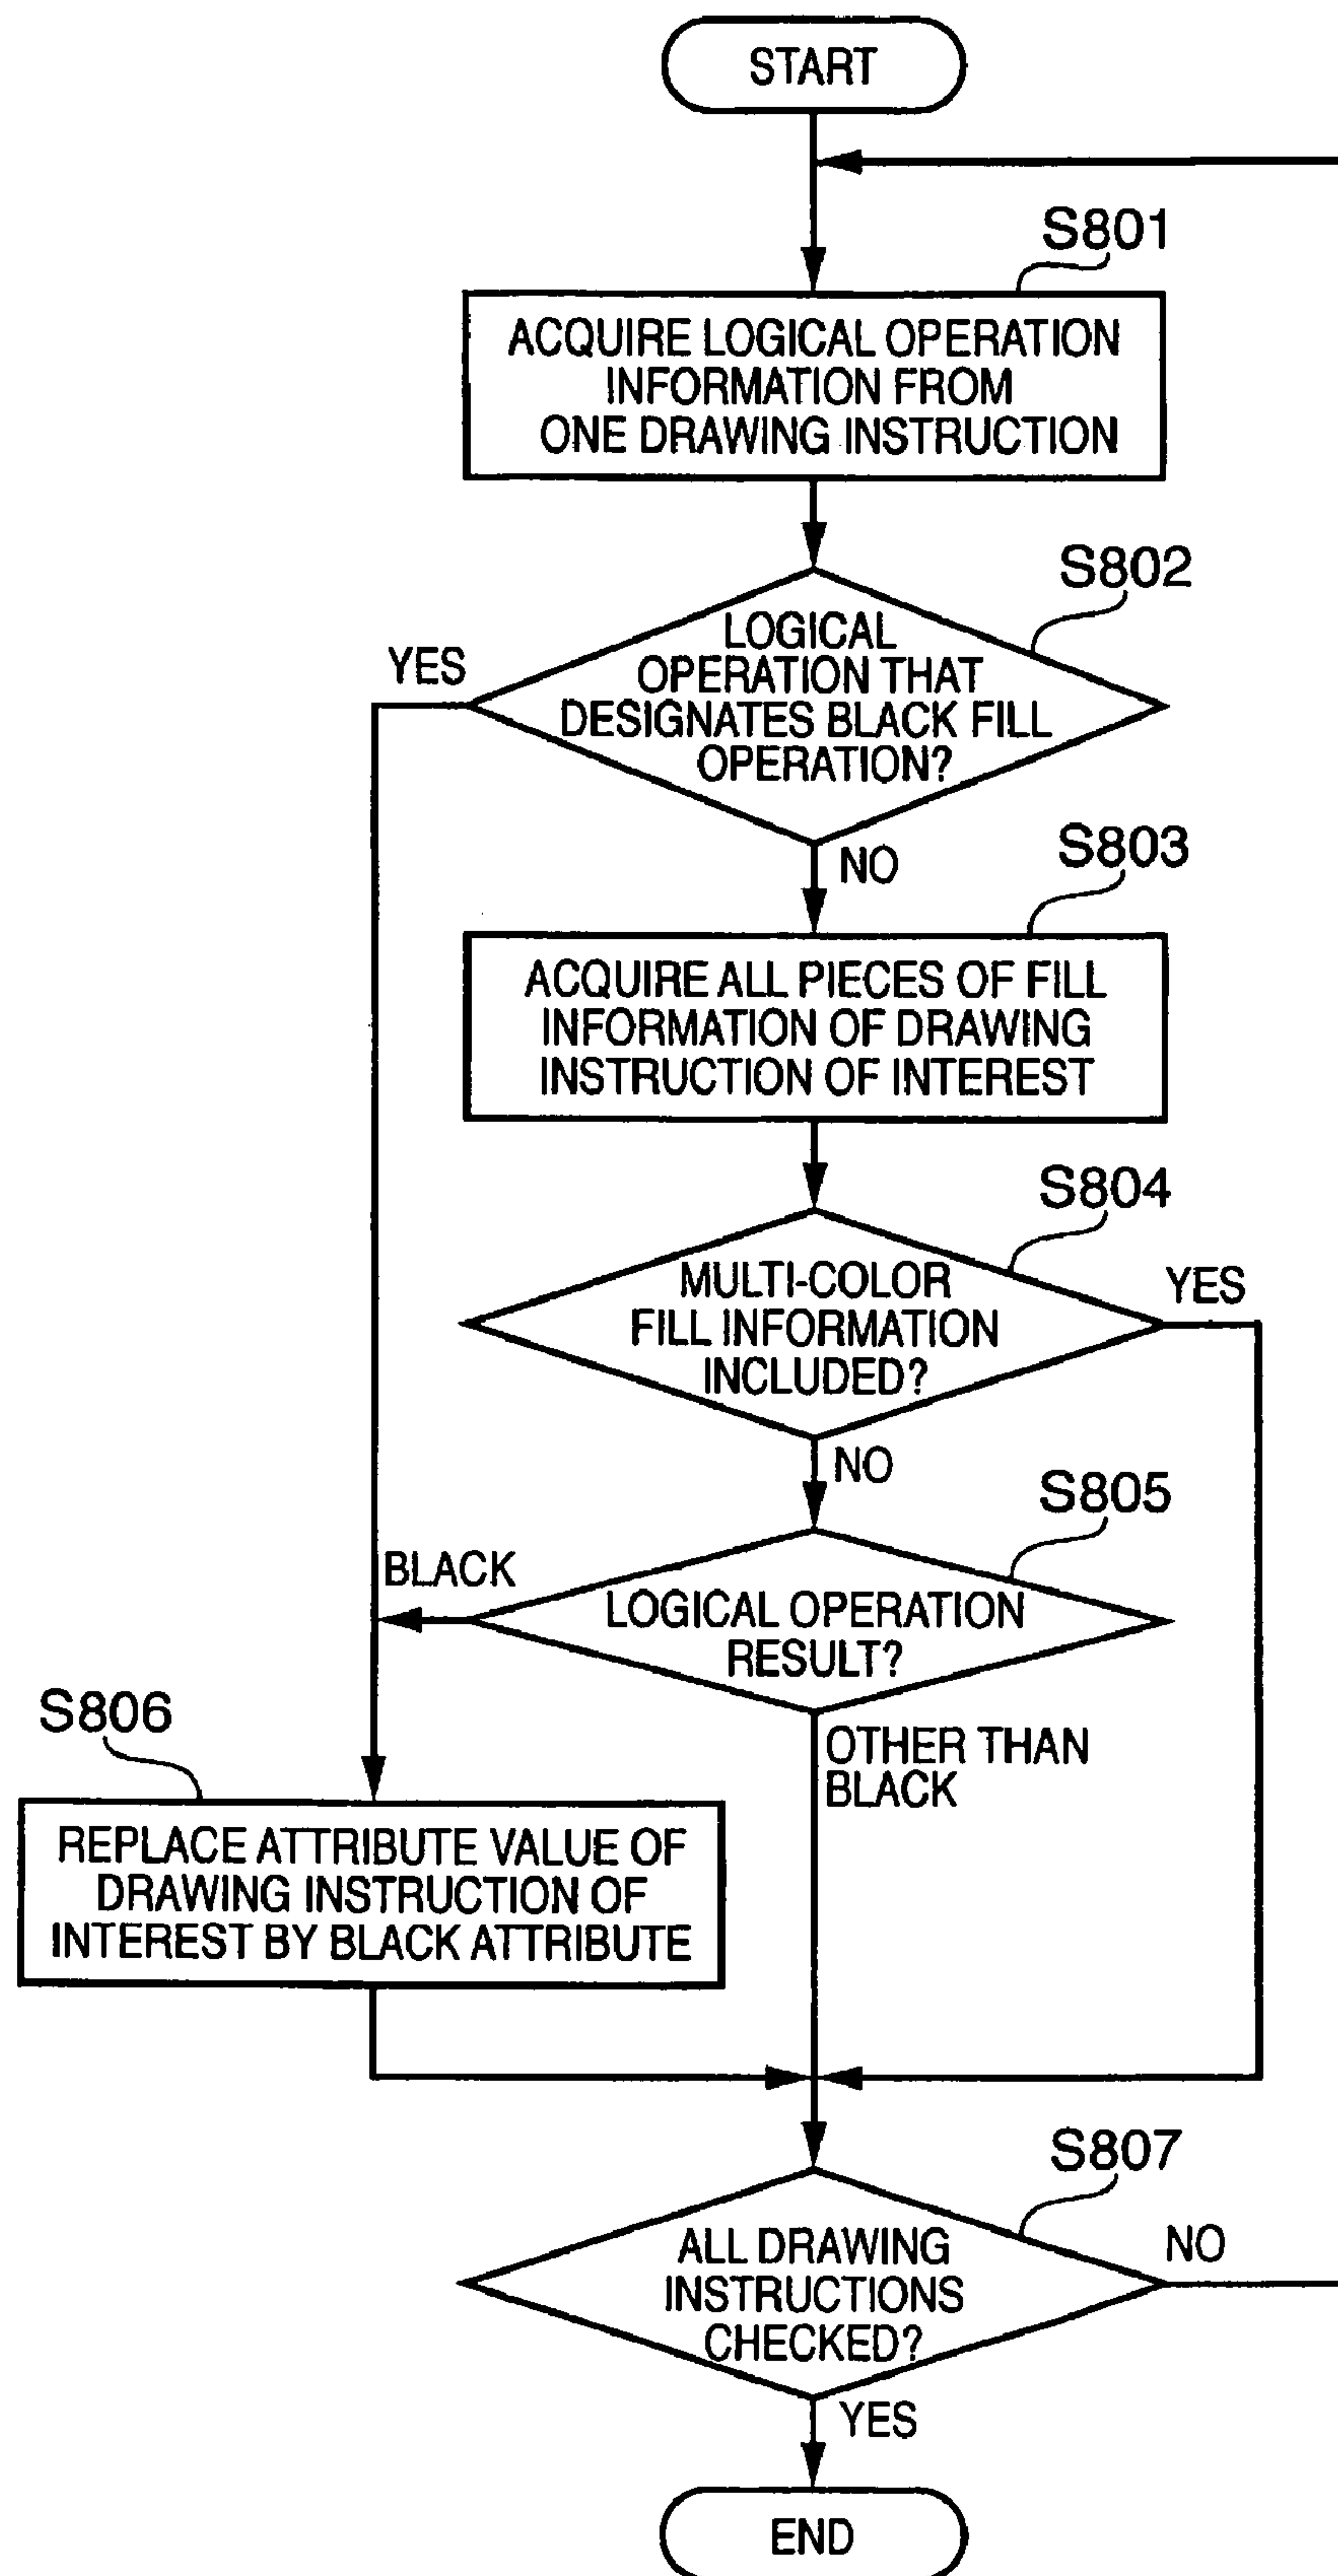 START
S801
ACQUIRE LOGICAL OPERATION
INFORMATION FROM
ONE DRAWING INSTRUCTION
S802
LOGICAL
OPERATION THAT
DESIGNATES BLACK FILL
OPERATION?
YES
NO
S803
ACQUIRE ALL PIECES OF FILL
INFORMATION OF DRAWING
INSTRUCTION OF INTEREST
S804
MULTI-COLOR
FILL INFORMATION
INCLUDED?
YES
NO
S805
BLACK
LOGICAL OPERATION
RESULT?
OTHER THAN
BLACK
S806
REPLACE ATTRIBUTE VALUE OF
DRAWING INSTRUCTION OF
INTEREST BY BLACK ATTRIBUTE
S807
ALL DRAWING
INSTRUCTIONS
CHECKED?
NO
YES
END